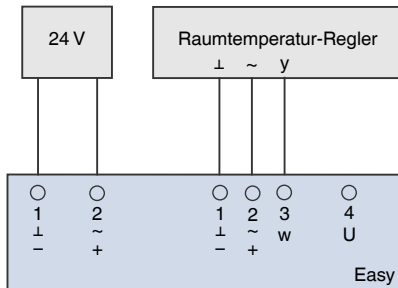 24 V
Raumtemperatur-Regler
⊥ ~ y
1 2 1 2 3 4
⊥ ~ ⊥ ~ w U
– + – +
Easy